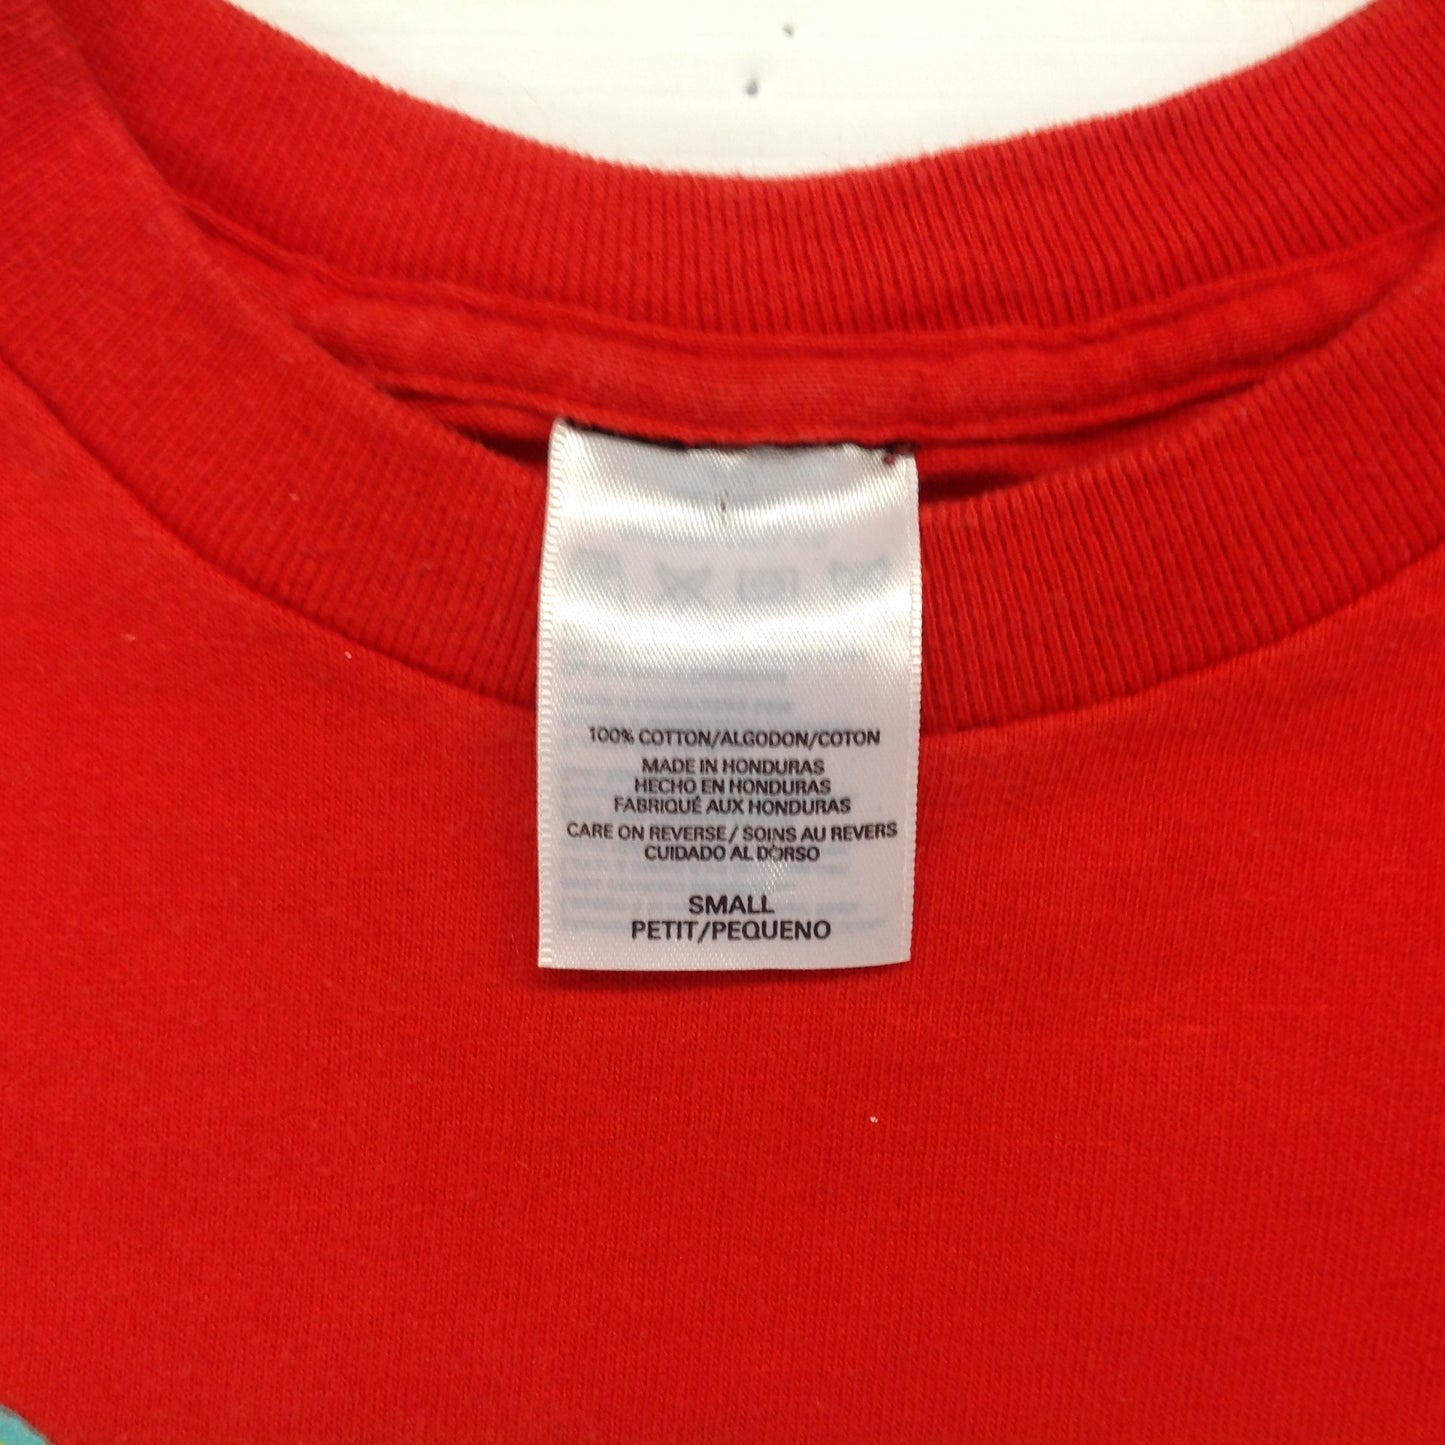 100% COTTON/ALGODON/COTON
MADE IN HONDURAS
HECHO EN HONDURAS
FABRIQUÉ AUX HONDURAS
CARE ON REVERSE / SOINS AU REVERS
CUIDADO AL DORSO
SMALL
PETIT/PEQUENO